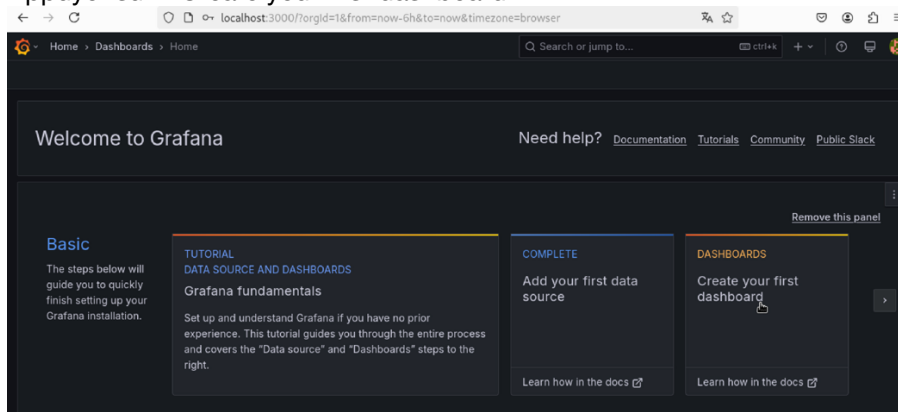 localhost:3000/?orgId=1&from=now-6h&to=now&timezone=browser
Home › Dashboards › Home
Search or jump to...
ctrl+k
Welcome to Grafana
Need help?
Documentation
Tutorials
Community
Public Slack
Remove this panel
Basic
The steps below will
guide you to quickly
finish setting up your
Grafana installation.
TUTORIAL
DATA SOURCE AND DASHBOARDS
Grafana fundamentals
Set up and understand Grafana if you have no prior
experience. This tutorial guides you through the entire process
and covers the "Data source" and "Dashboards" steps to the
right.
COMPLETE
Add your first data
source
Learn how in the docs
DASHBOARDS
Create your first
dashboard
Learn how in the docs